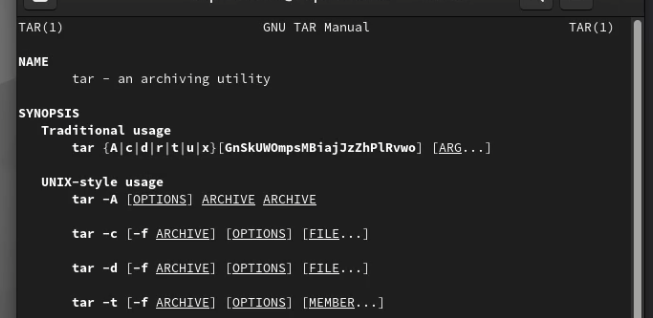 TAR(1) GNU TAR Manual TAR(1)
NAME
tar - an archiving utility
SYNOPSIS
Traditional usage
tar {A|c|d|r|t|u|x}[GnSkUWOmpsMBiajJzZhPlRvwo] [ARG...]
UNIX-style usage
tar -A [OPTIONS] ARCHIVE ARCHIVE
tar -c [-f ARCHIVE] [OPTIONS] [FILE...]
tar -d [-f ARCHIVE] [OPTIONS] [FILE...]
tar -t [-f ARCHIVE] [OPTIONS] [MEMBER...]